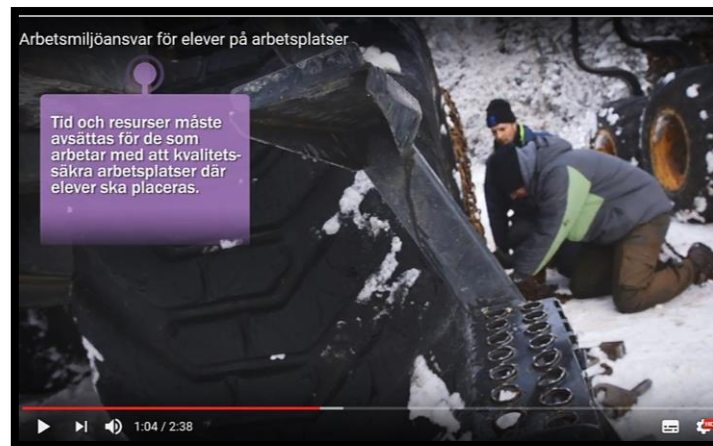 Arbetsmiljöansvar för elever på arbetsplatser
Tid och resurser måste
avsättas för de som
arbetar med att kvalitets-
säkra arbetsplatser där
elever ska placeras.
1:04 / 2:38